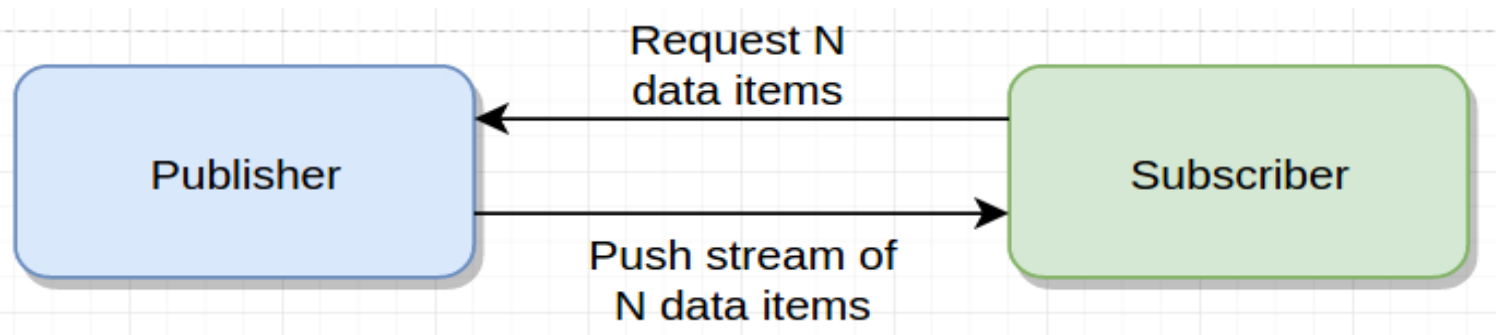 Request N
data items
Publisher
Subscriber
Push stream of
N data items